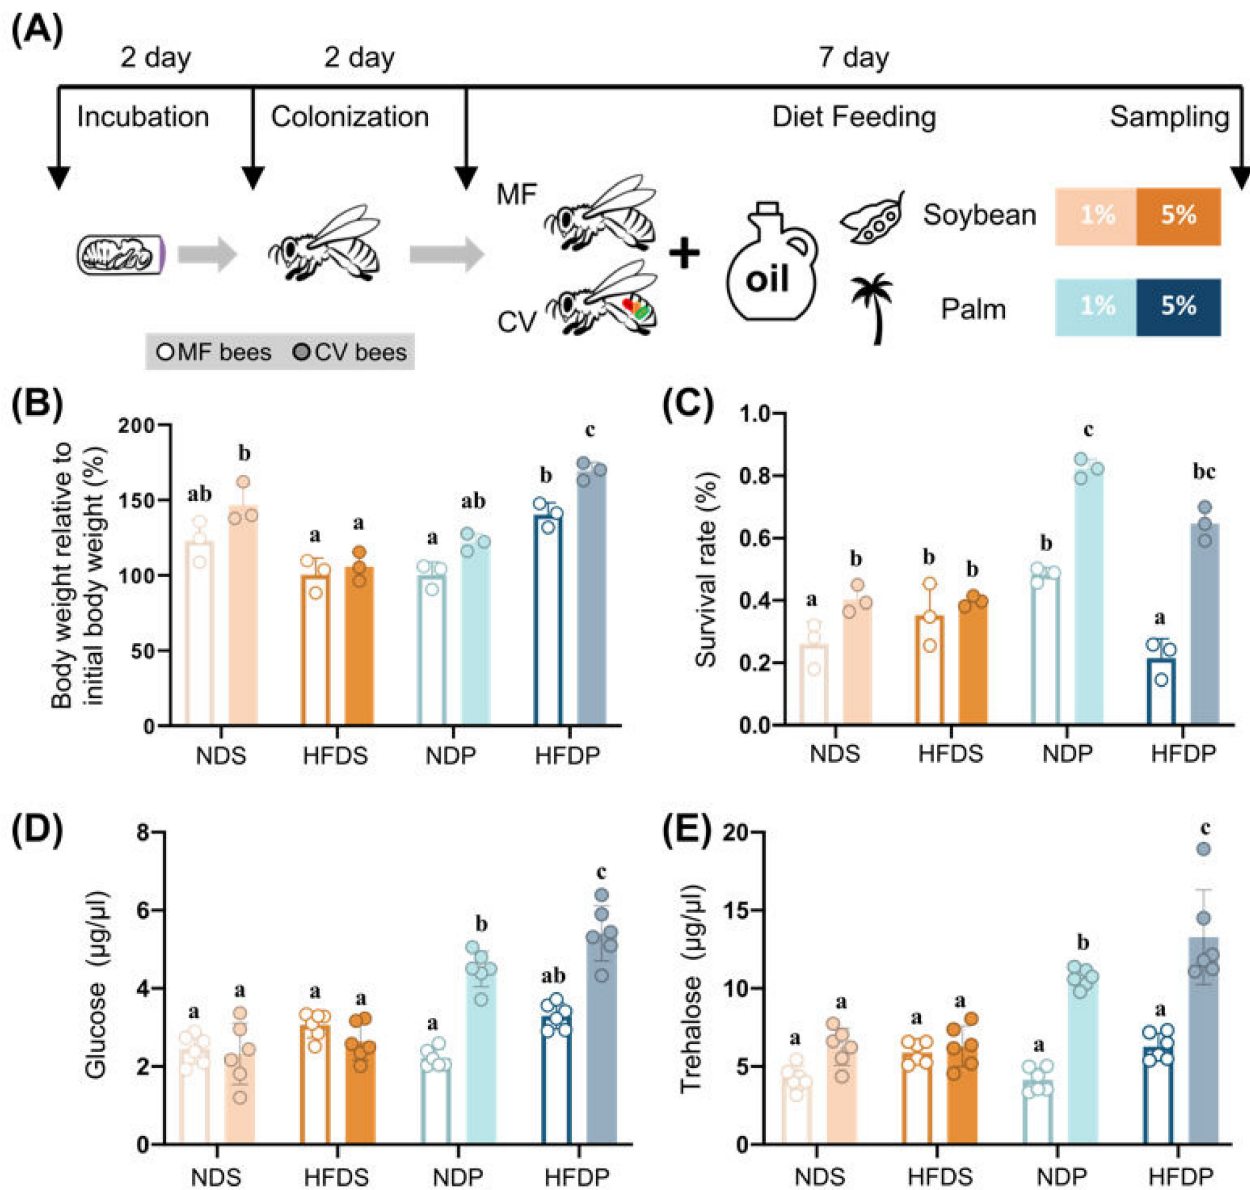 (A)
2 day 2 day 7 day
Incubation Colonization Diet Feeding Sampling
MF
Soybean 1% 5%
oil
CV
Palm 1% 5%
MF bees CV bees
(B)
Body weight relative to
initial body weight (%)
200
150
100
50
0
ab b a a a ab b c
NDS HFDS NDP HFDP
(C)
Survival rate (%)
1.0
0.8
0.6
0.4
0.2
0.0
a b b b b c a bc
NDS HFDS NDP HFDP
(D)
Glucose (μg/μl)
8
6
4
2
0
a a a a a b ab c
NDS HFDS NDP HFDP
(E)
Trehalose (μg/μl)
20
15
10
5
0
a a a a a b a c
NDS HFDS NDP HFDP